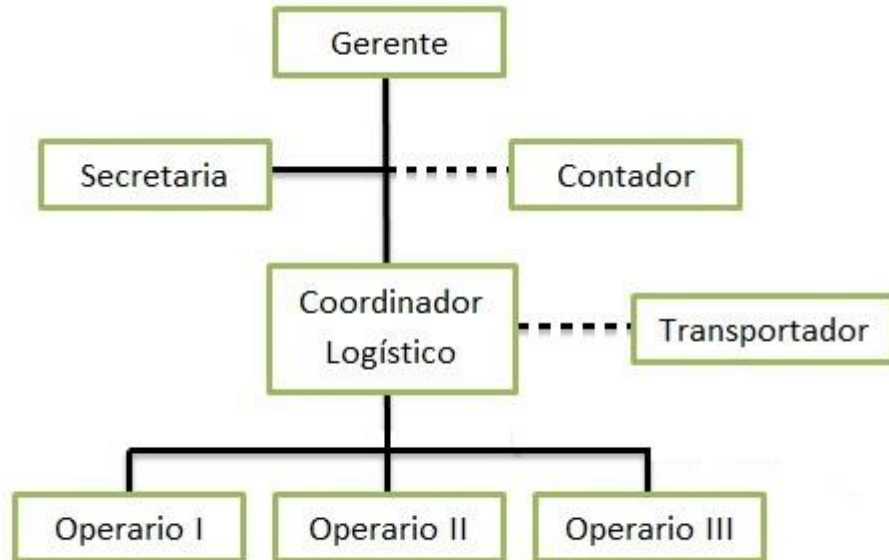 Gerente
Secretaria
Contador
Coordinador
Logístico
Transportador
Operario I
Operario II
Operario III